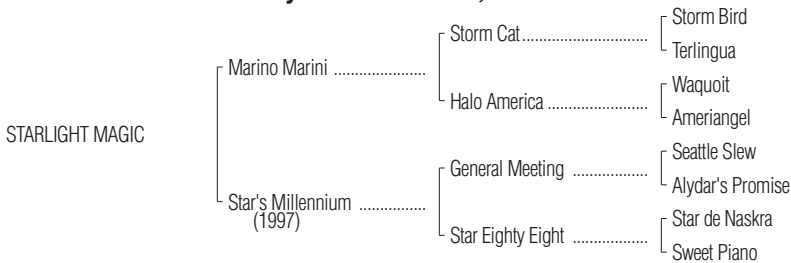 Storm Bird
Storm Cat......................
Terlingua
Marino Marini ......................
Waquoit
Halo America ........................
Ameriangel
STARLIGHT MAGIC
Seattle Slew
General Meeting ..................
Alydar's Promise
Star's Millennium ................
(1997)
Star de Naskra
Star Eighty Eight ..................
Sweet Piano